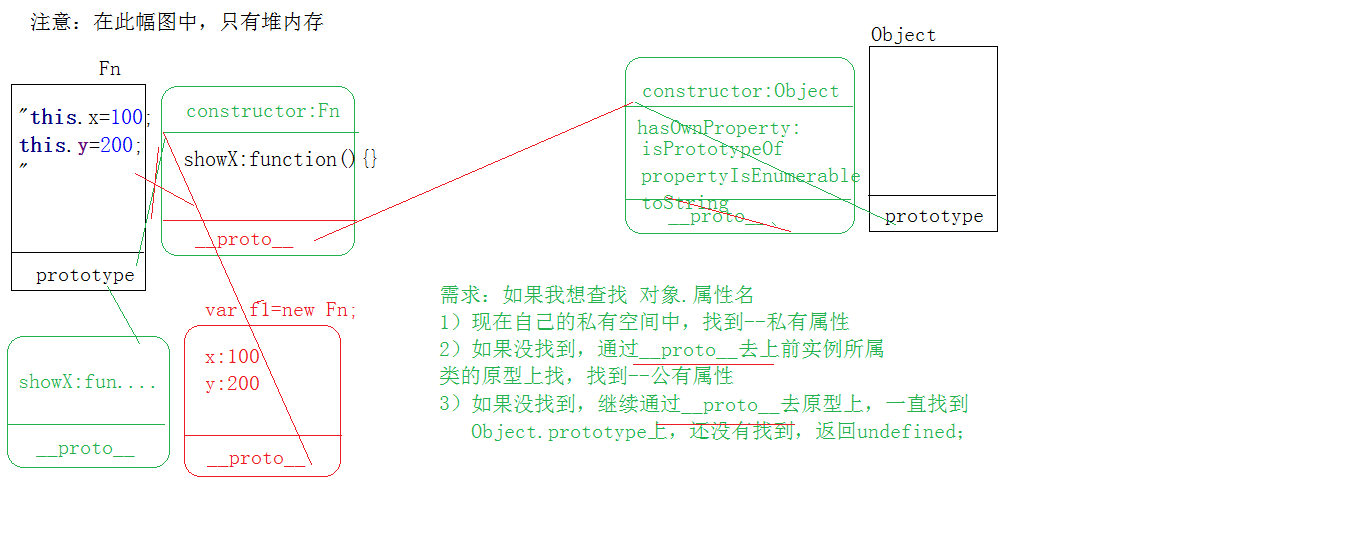 注意：在此幅图中，只有堆内存
Fn
"this.x=100;
this.y=200;
"
prototype
constructor:Fn
showX:function(){}
__proto__
constructor:Object
hasOwnProperty:
isPrototypeOf
propertyIsEnumerable
toString
__proto__
Object
prototype
showX:fun....
__proto__
var f1=new Fn;
x:100
y:200
__proto__
需求：如果我想查找 对象.属性名
1）现在自己的私有空间中，找到--私有属性
2）如果没找到，通过__proto__去上前实例所属
类的原型上找，找到--公有属性
3）如果没找到，继续通过__proto__去原型上，一直找到
Object.prototype上，还没有找到，返回undefined；